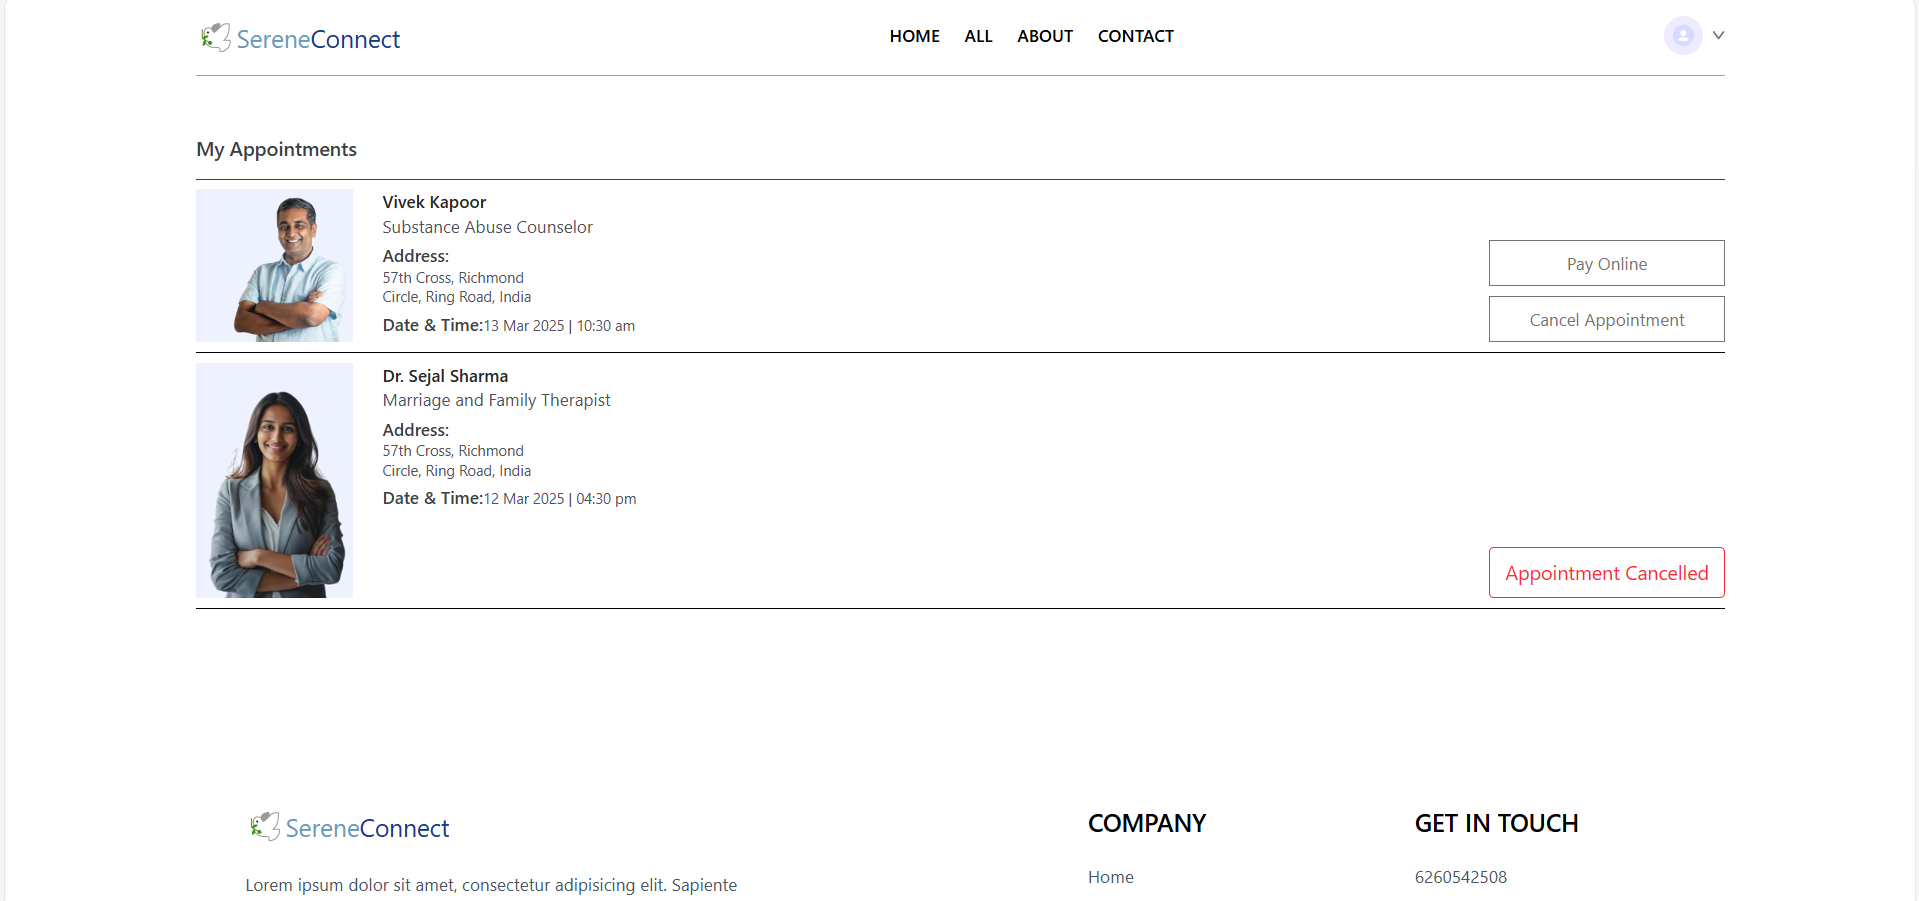 SereneConnect
HOME ALL ABOUT CONTACT
My Appointments
Vivek Kapoor
Substance Abuse Counselor
Address:
57th Cross, Richmond
Circle, Ring Road, India
Date & Time:13 Mar 2025 | 10:30 am
Pay Online
Cancel Appointment
Dr. Sejal Sharma
Marriage and Family Therapist
Address:
57th Cross, Richmond
Circle, Ring Road, India
Date & Time:12 Mar 2025 | 04:30 pm
Appointment Cancelled
SereneConnect
Lorem ipsum dolor sit amet, consectetur adipisicing elit. Sapiente
COMPANY
Home
GET IN TOUCH
6260542508